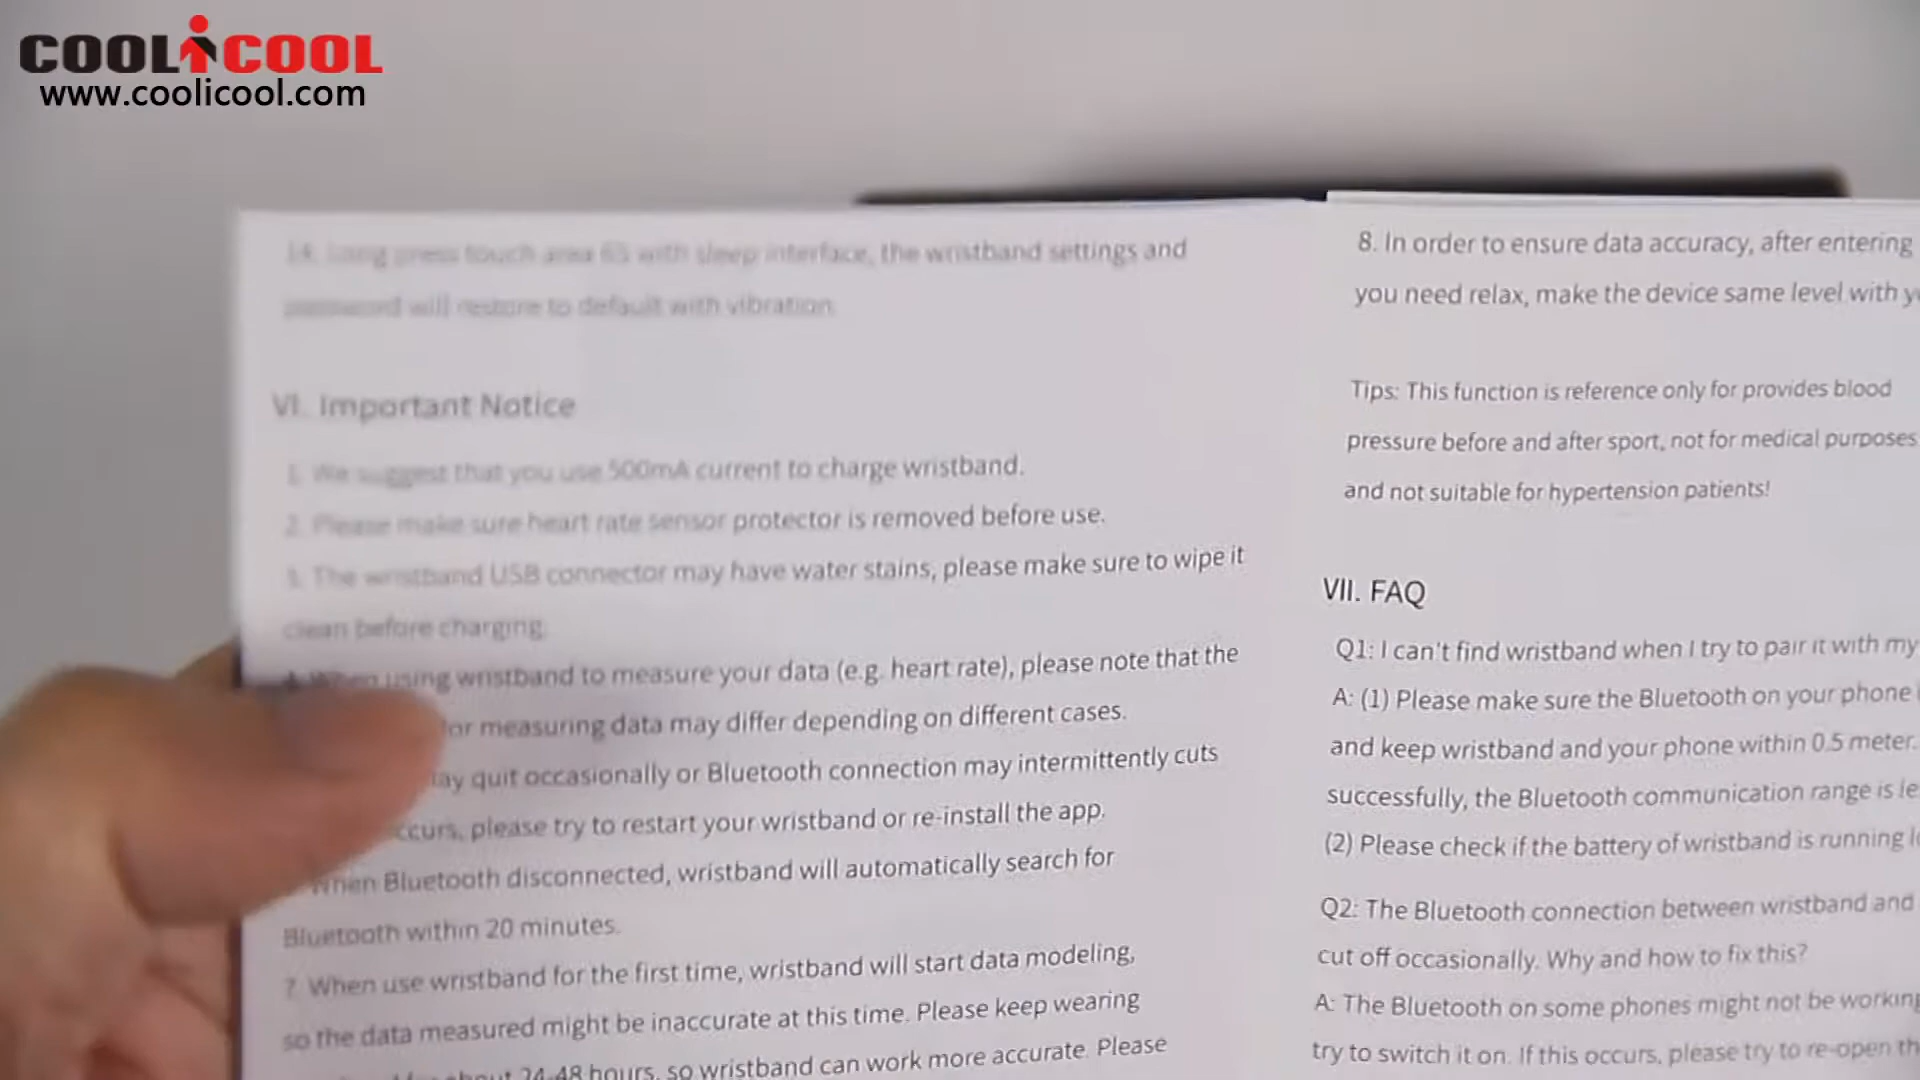 COOLiCOOL
www.coolicool.com
14. Long press touch area 6S with sleep interface, the wristband settings and
password will restore to default with vibration.
VI. Important Notice
1. We suggest that you use 500mA current to charge wristband.
2. Please make sure heart rate sensor protector is removed before use.
3. The wristband USB connector may have water stains, please make sure to wipe it
clean before charging.
4. When using wristband to measure your data (e.g. heart rate), please note that the
for measuring data may differ depending on different cases.
quit occasionally or Bluetooth connection may intermittently cuts
please try to restart your wristband or re-install the app.
When Bluetooth disconnected, wristband will automatically search for
Bluetooth within 20 minutes.
7. When use wristband for the first time, wristband will start data modeling,
so the data measured might be inaccurate at this time. Please keep wearing
about 24-48 hours, so wristband can work more accurate. Please
8. In order to ensure data accuracy, after entering
you need relax, make the device same level with
Tips: This function is reference only for provides blood
pressure before and after sport, not for medical purposes
and not suitable for hypertension patients!
VII. FAQ
Q1: I can't find wristband when I try to pair it with my
A: (1) Please make sure the Bluetooth on your phone
and keep wristband and your phone within 0.5 meter.
successfully, the Bluetooth communication range is
(2) Please check if the battery of wristband is running
Q2: The Bluetooth connection between wristband and
cut off occasionally. Why and how to fix this?
A: The Bluetooth on some phones might not be working
try to switch it on. If this occurs, please try to re-open